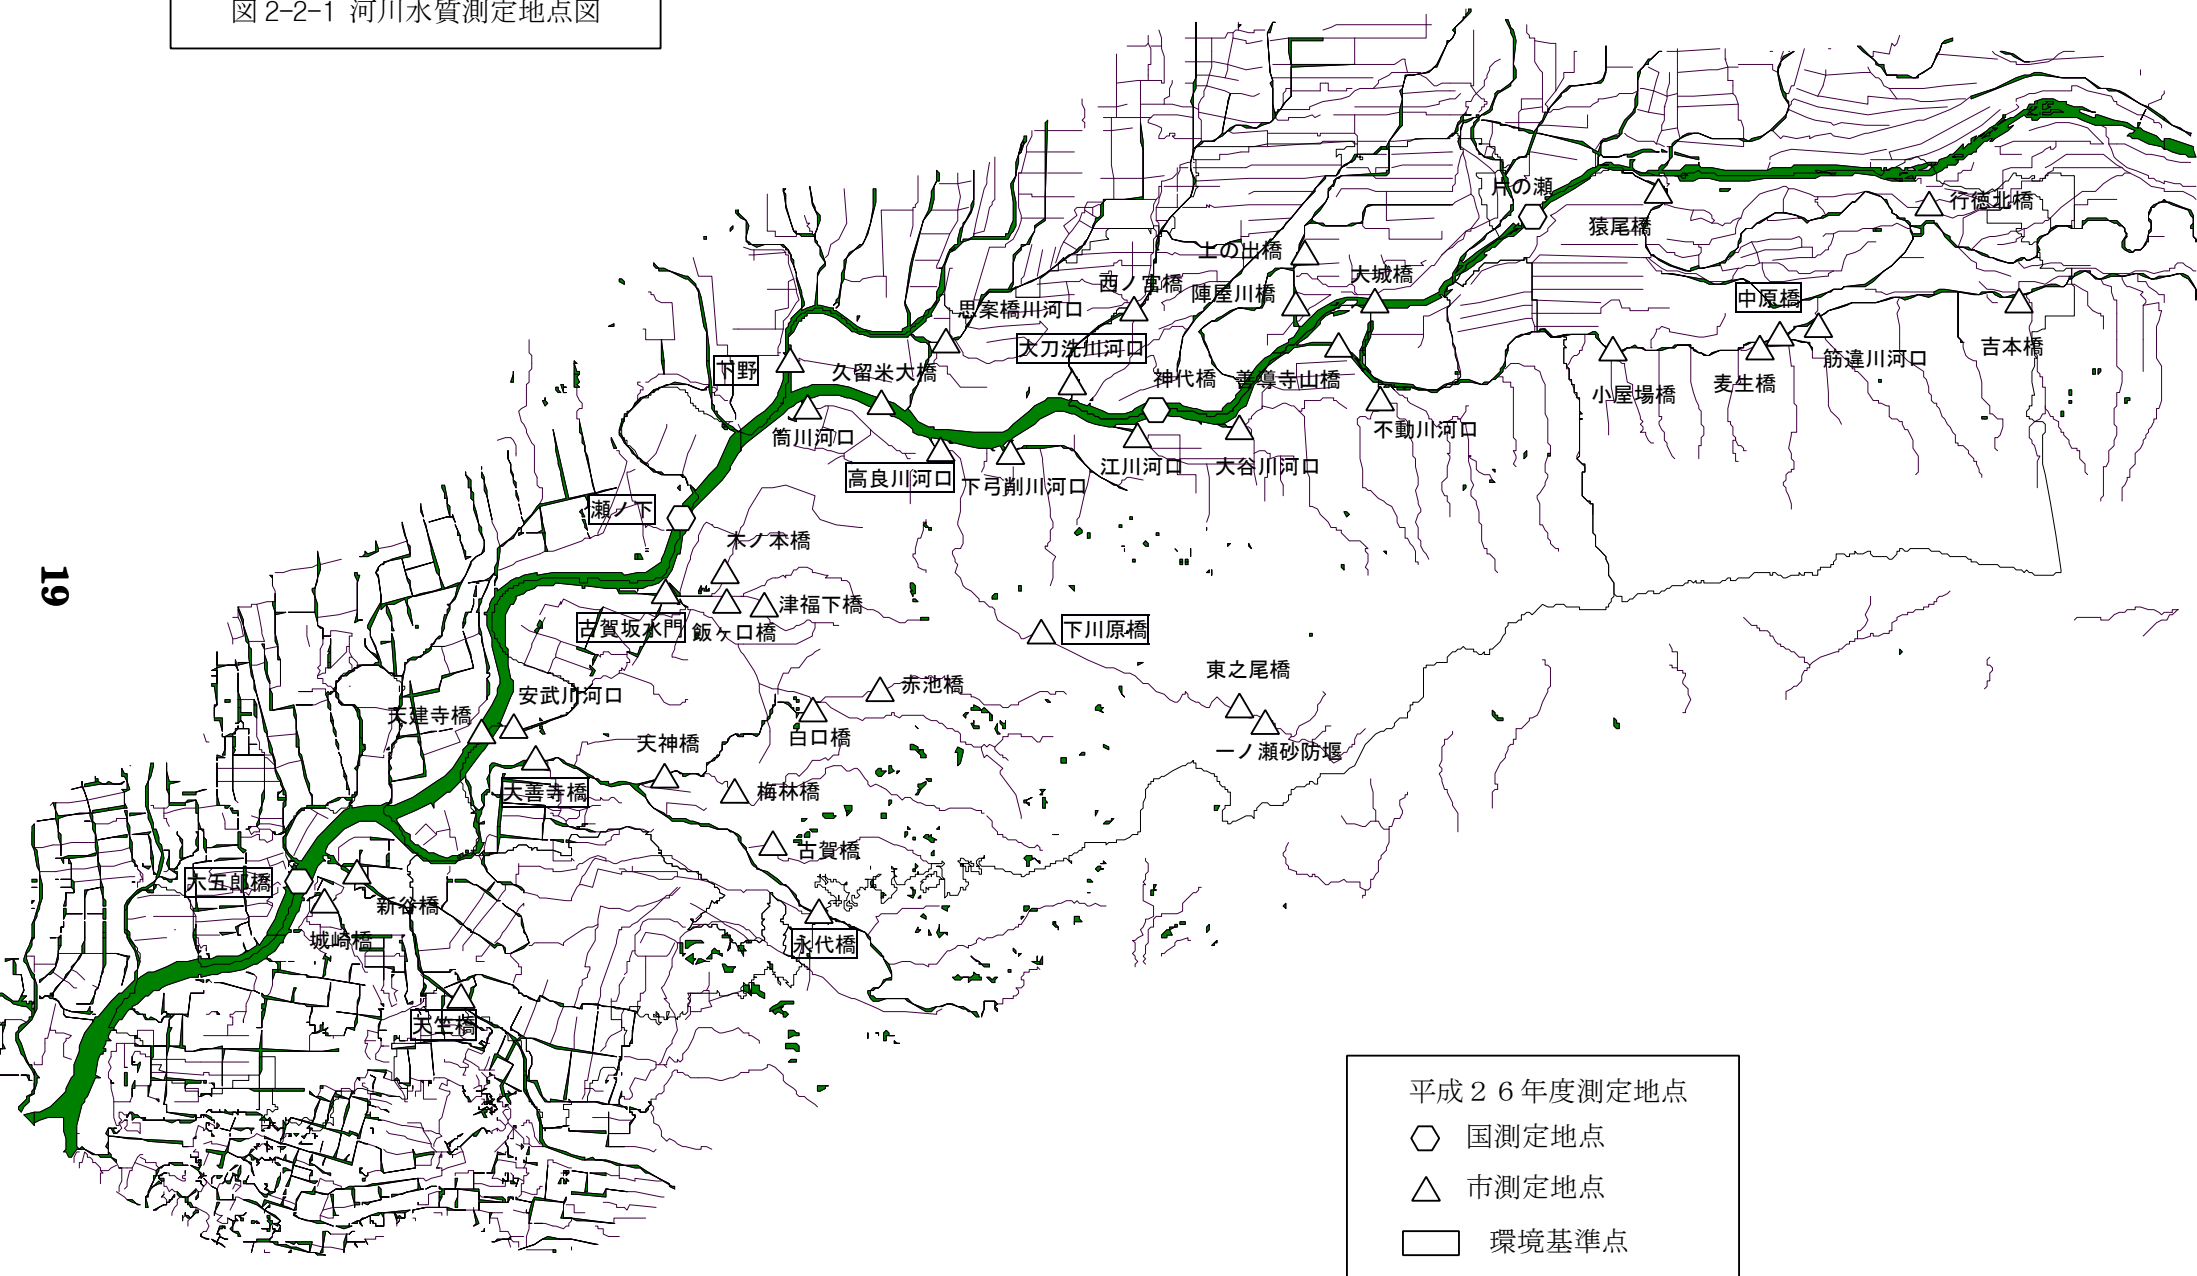 図 2-2-1 河川水質測定地点図
片の瀬
行徳北橋
猿尾橋
上の出橋
大城橋
西ノ宮橋
陣屋川橋
中原橋
思案橋川河口
大刀洗川河口
吉本橋
筋違川河口
下野
久留米大橋
神代橋
善導寺山橋
麦生橋
小屋場橋
筒川河口
不動川河口
高良川河口
下弓削川河口
江川河口
大谷川河口
瀬ノ下
木ノ本橋
津福下橋
古賀坂水門
飯ヶ口橋
下川原橋
東之尾橋
赤池橋
安武川河口
天建寺橋
天神橋
白口橋
一ノ瀬砂防堰
天善寺橋
梅林橋
古賀橋
六五郎橋
新谷橋
城崎橋
永代橋
天竺橋
19
平成２６年度測定地点
国測定地点
市測定地点
環境基準点